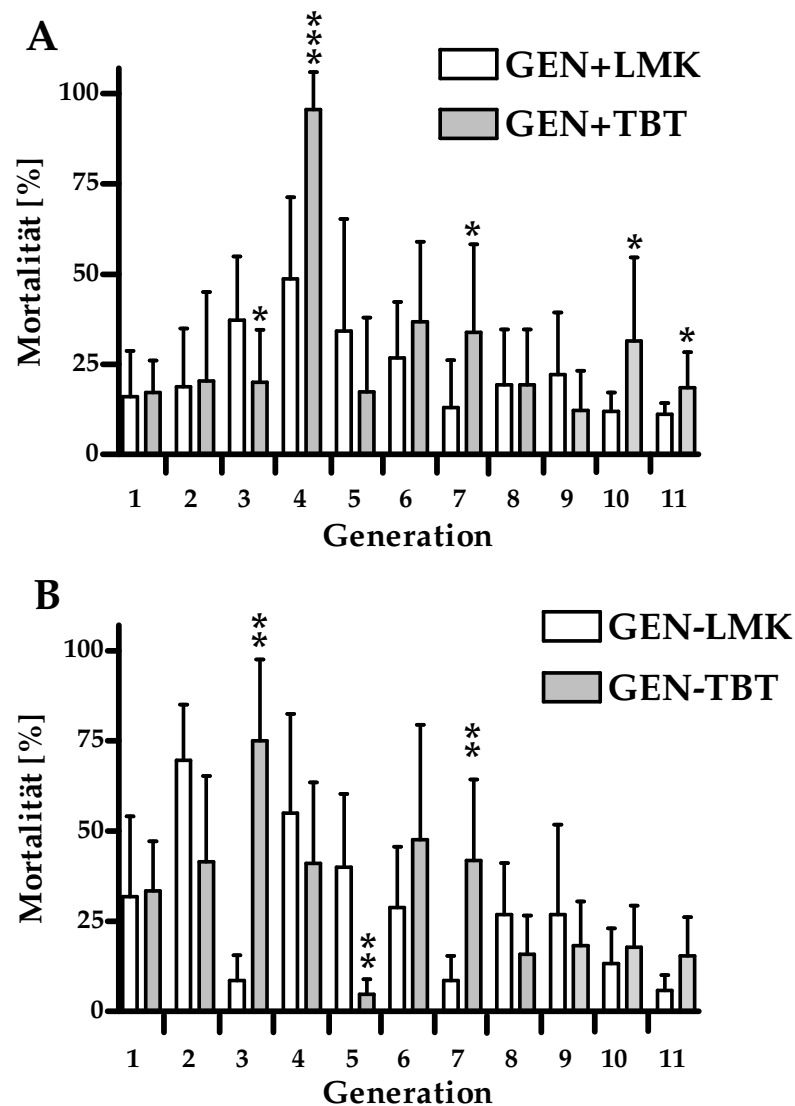 A
GEN+LMK
GEN+TBT
Mortalität [%]
100
75
50
25
0
***
*
*
*
*
1 2 3 4 5 6 7 8 9 10 11
Generation
B
GEN-LMK
GEN-TBT
Mortalität [%]
100
75
50
25
0
**
**
**
1 2 3 4 5 6 7 8 9 10 11
Generation